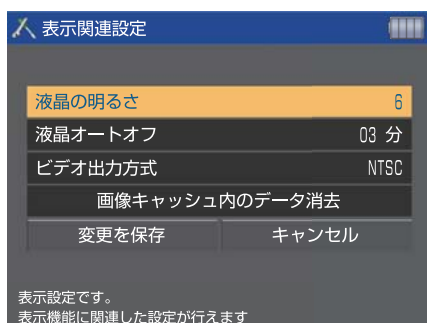 表示関連設定
液晶の明るさ 6
液晶オートオフ 03 分
ビデオ出力方式 NTSC
画像キャッシュ内のデータ消去
変更を保存 キャンセル
表示設定です。
表示機能に関連した設定が行えます